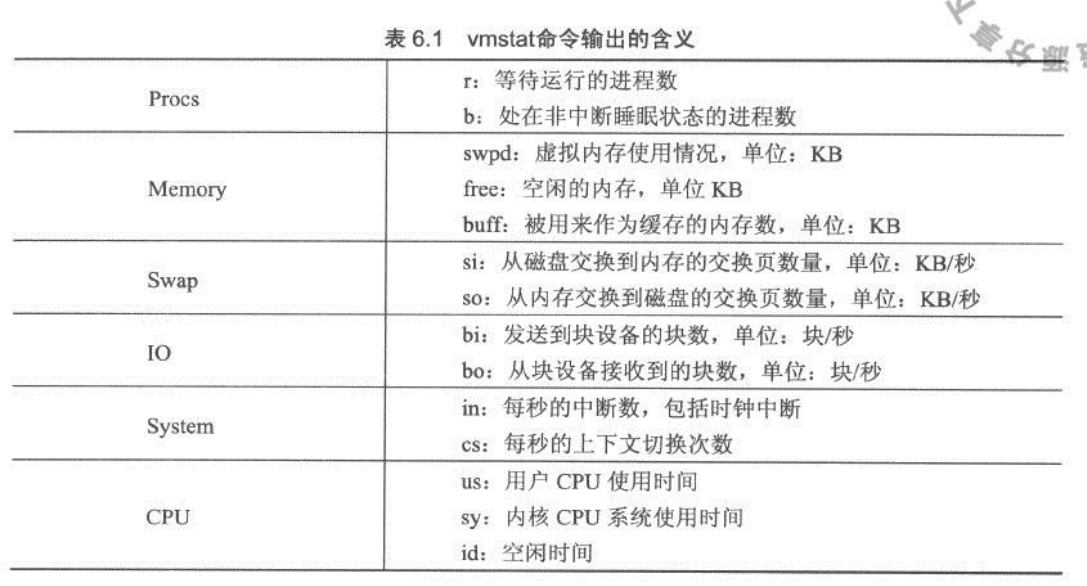 表 6.1 vmstat命令输出的含义
Procs
r：等待运行的进程数
b：处在非中断睡眠状态的进程数
Memory
swpd：虚拟内存使用情况，单位：KB
free：空闲的内存，单位 KB
buff：被用来作为缓存的内存数，单位：KB
Swap
si：从磁盘交换到内存的交换页数量，单位：KB/秒
so：从内存交换到磁盘的交换页数量，单位：KB/秒
IO
bi：发送到块设备的块数，单位：块/秒
bo：从块设备接收到的块数，单位：块/秒
System
in：每秒的中断数，包括时钟中断
cs：每秒的上下文切换次数
CPU
us：用户 CPU 使用时间
sy：内核 CPU 系统使用时间
id：空闲时间
源分享下